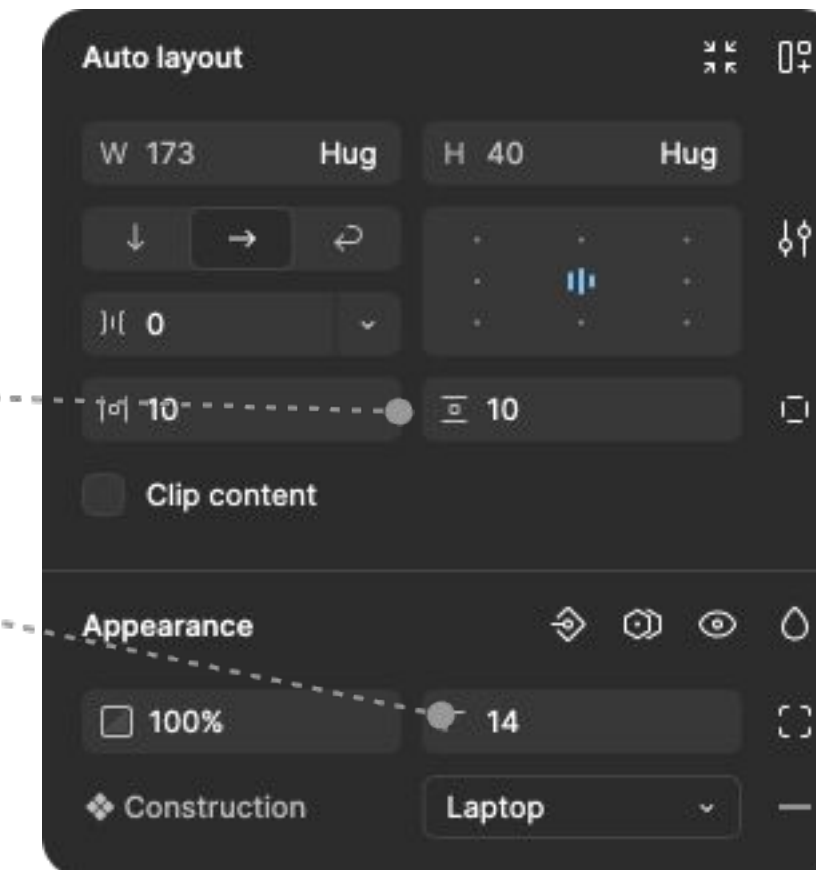 Auto layout
W 173 Hug H 40 Hug
0
10 10
Clip content
Appearance
100% 14
Construction Laptop